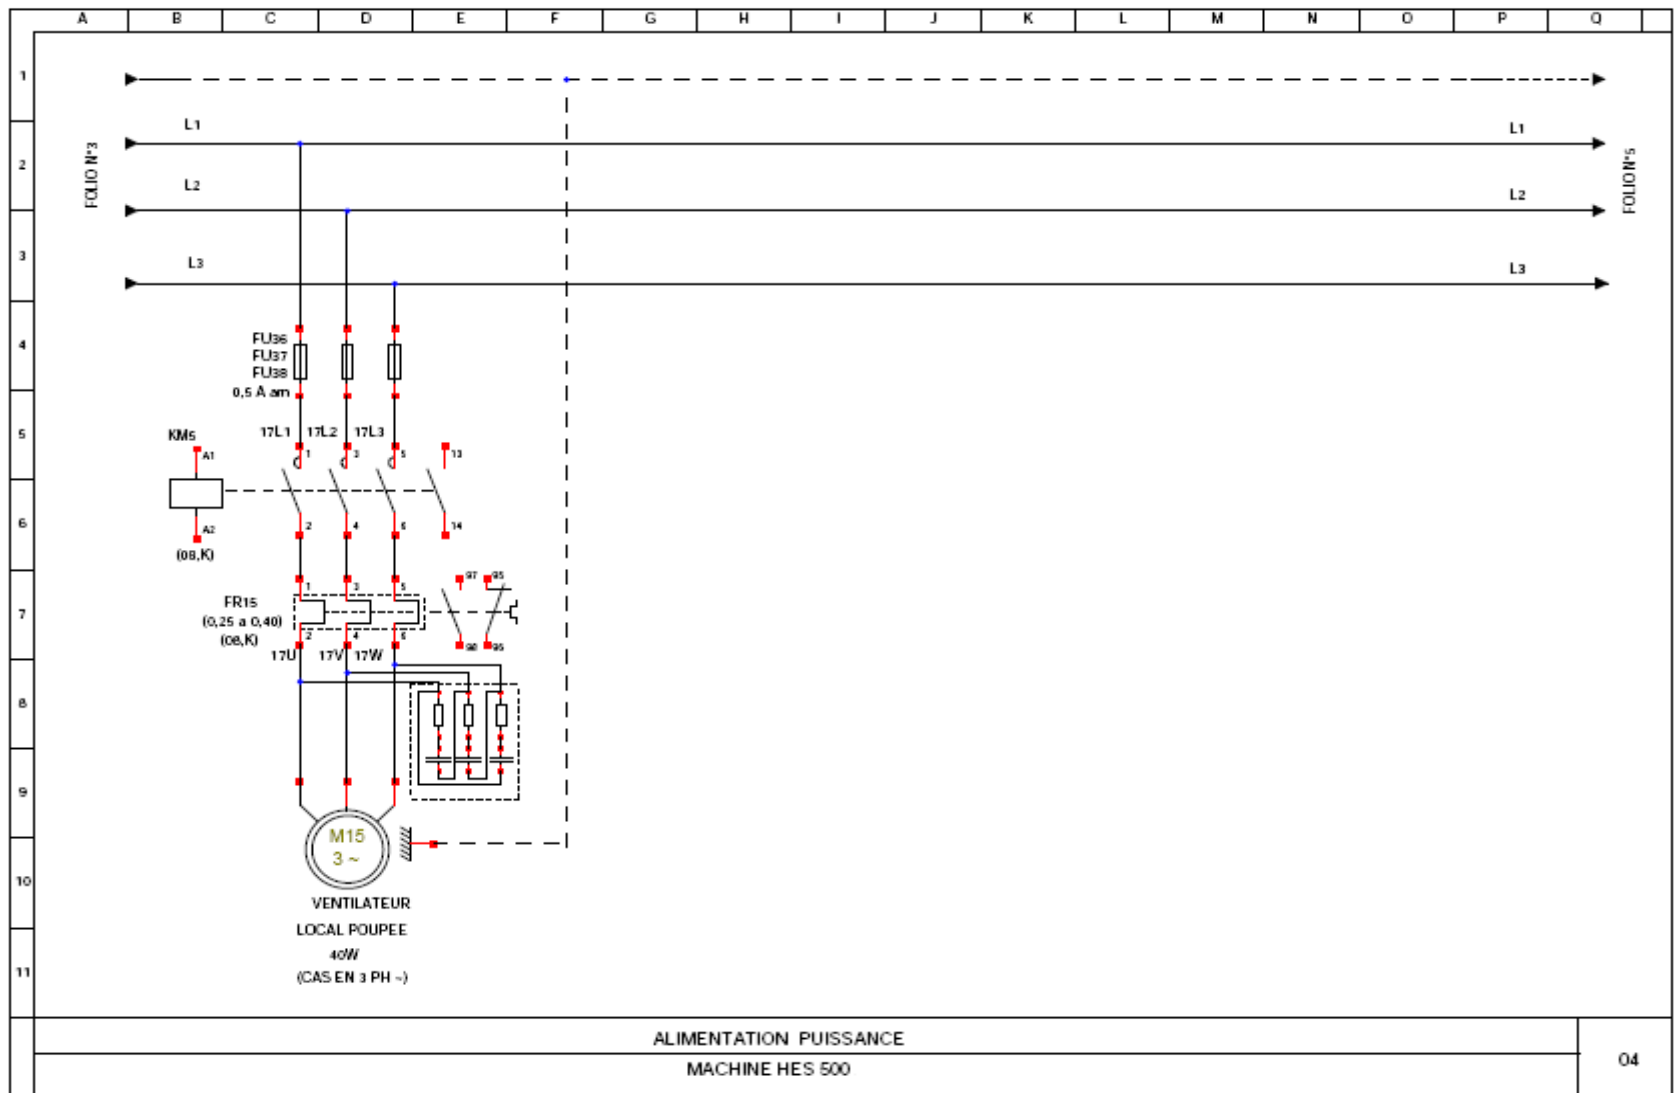 A B C D E F G H I J K L M N O P Q
1
L1 L1
2
FOLIO N°3
FOLIO N°5
L2 L2
3
L3 L3
4
FU36
FU37
FU38
0,5 A am
5
KM5
17L1 17L2 17L3
A1
1 3 5 13
6
A2
2 4 6 14
(08,K)
97 95
1 3 5
7
FR15
(0,25 a 0,40)
(08,K)
2 4 6 98 96
17U 17V 17W
8
9
M15
3 ~
10
VENTILATEUR
LOCAL POUPEE
40W
11
(CAS EN 3 PH ~)
ALIMENTATION PUISSANCE
MACHINE HES 500
04